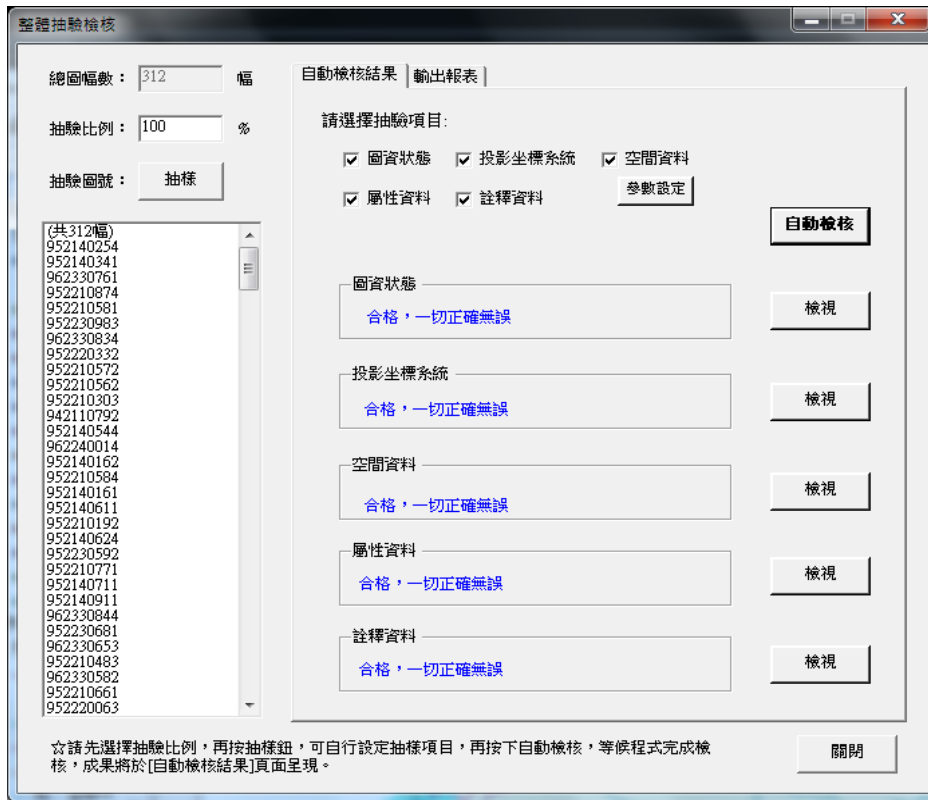 整體抽驗檢核
總圖幅數： 312 幅
抽驗比例： 100 %
抽驗圖號： 抽樣
(共312幅)
952140254
952140341
962330761
952210874
952210581
952230983
962330834
952220332
952210572
952210562
952210303
942110792
952140544
962240014
952140162
952210584
952140161
952140611
952210192
952140624
952230592
952210771
952140711
952140911
962330844
952230681
962330653
952210483
962330582
952210661
952220063
自動檢核結果 輸出報表
請選擇抽驗項目:
圖資狀態 投影坐標系統 空間資料
屬性資料 詮釋資料 參數設定
自動檢核
圖資狀態
合格，一切正確無誤 檢視
投影坐標系統
合格，一切正確無誤 檢視
空間資料
合格，一切正確無誤 檢視
屬性資料
合格，一切正確無誤 檢視
詮釋資料
合格，一切正確無誤 檢視
☆請先選擇抽驗比例，再按抽樣鈕，可自行設定抽樣項目，再按下自動檢核，等候程式完成檢
核，成果將於[自動檢核結果]頁面呈現。
關閉